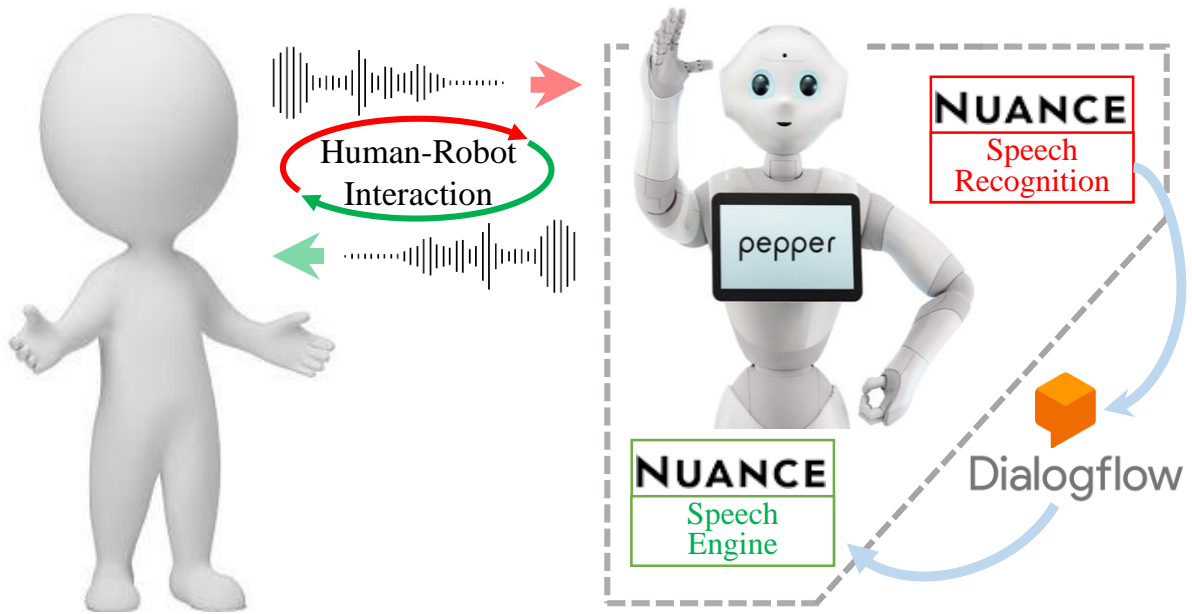 Human-Robot
Interaction
pepper
NUANCE
Speech
Recognition
Dialogflow
NUANCE
Speech
Engine